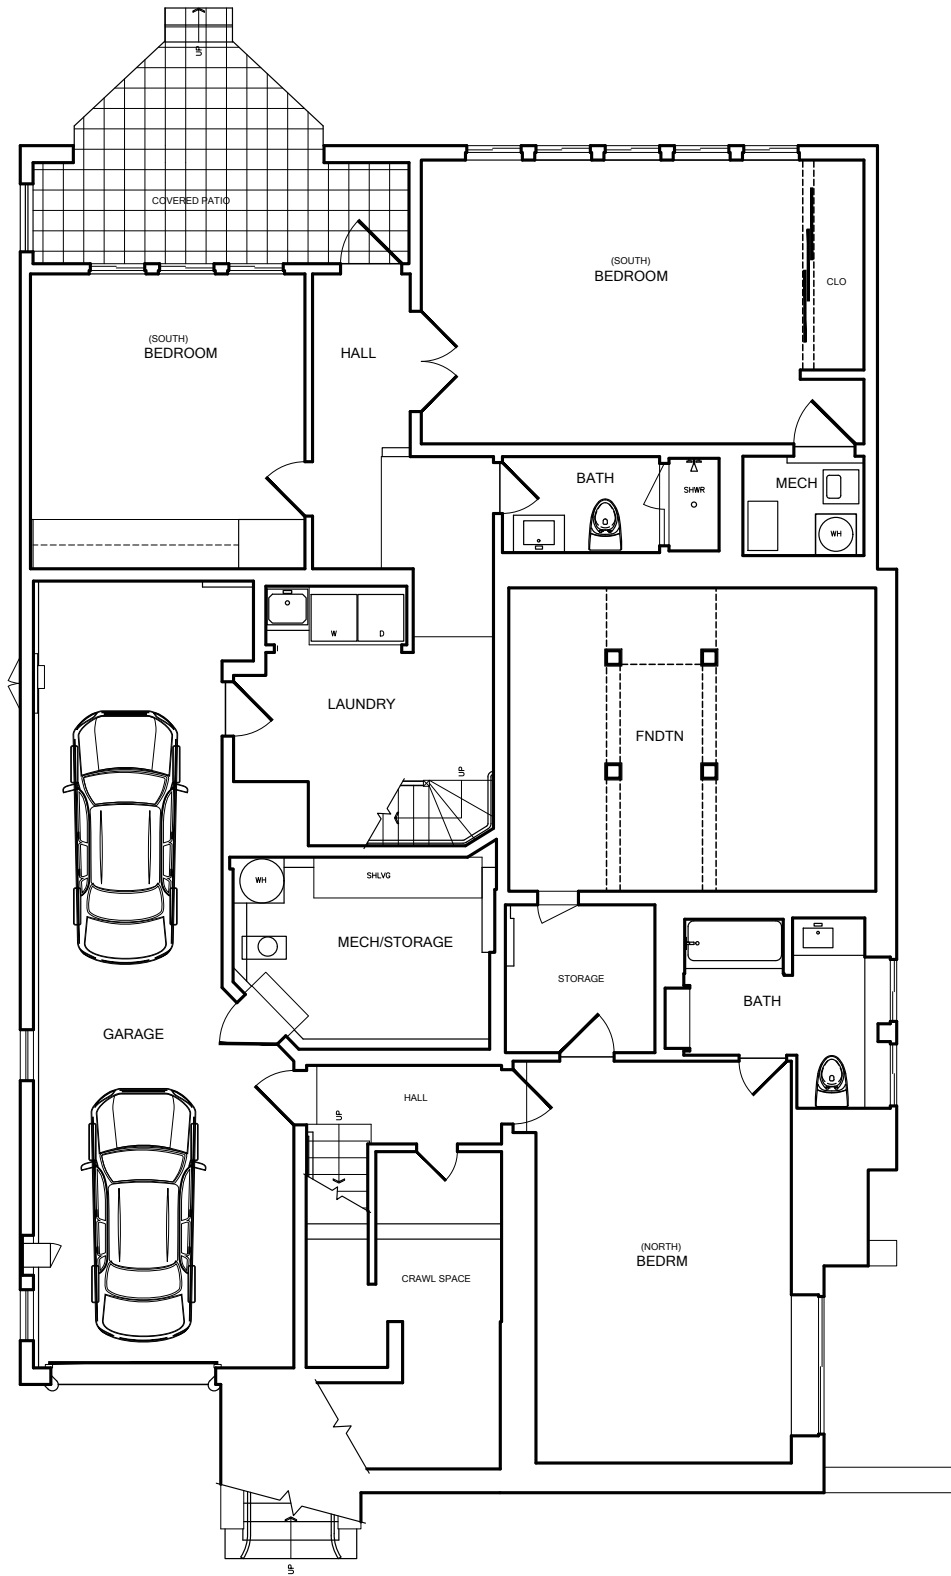 UP
COVERED PATIO
(SOUTH)
BEDROOM
CLO
(SOUTH)
BEDROOM
HALL
BATH
SHWR
MECH
WH
W
D
LAUNDRY
FNDTN
UP
WH
SHLVG
MECH/STORAGE
STORAGE
BATH
GARAGE
HALL
UP
(NORTH)
BEDRM
CRAWL SPACE
UP